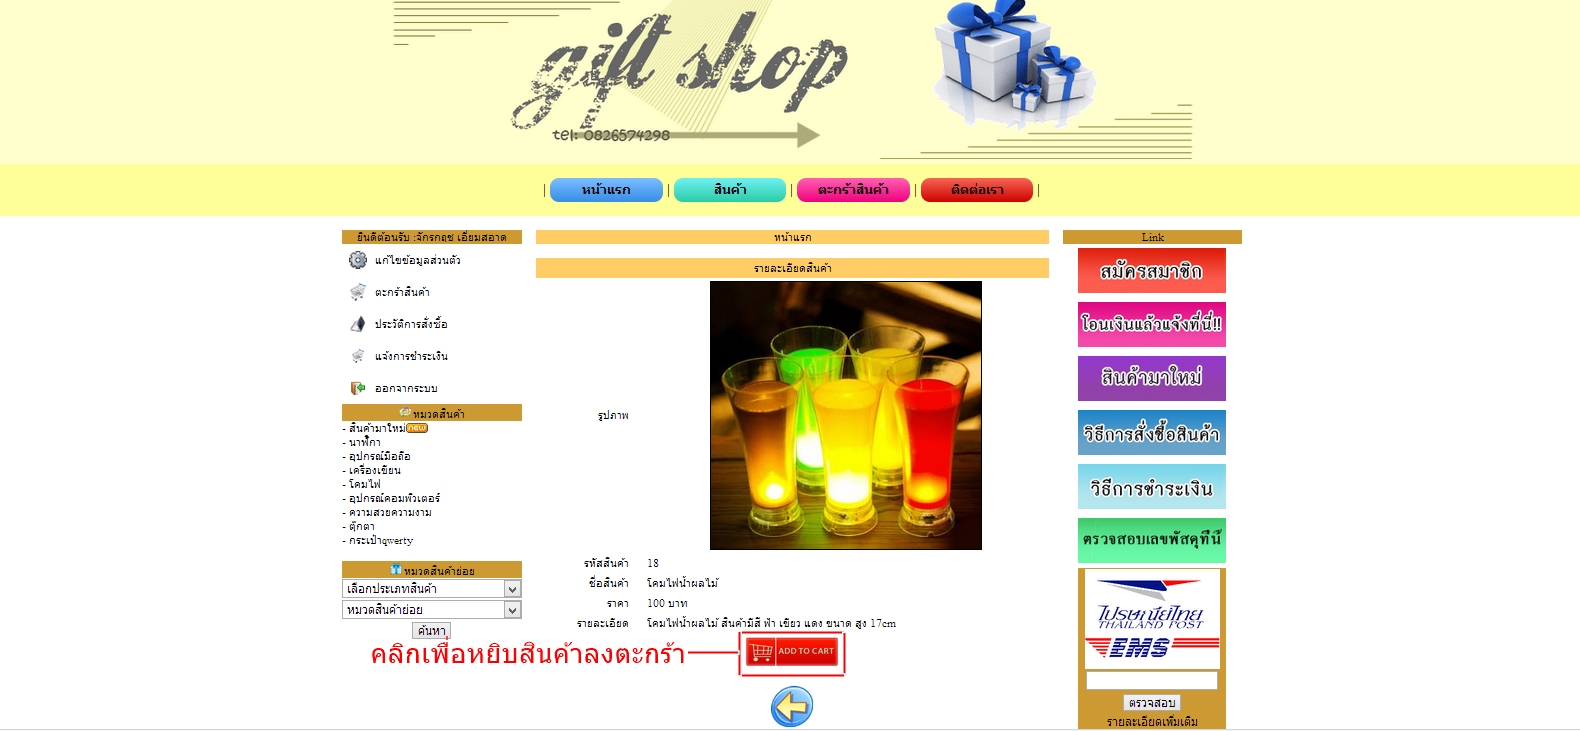 gift shop
tel: 0826574298
| หน้าแรก | สินค้า | ตะกร้าสินค้า | ติดต่อเรา |
ยินดีต้อนรับ :จักรกฤช เอี่ยมสอาด
แก้ไขข้อมูลส่วนตัว
ตะกร้าสินค้า
ประวัติการสั่งซื้อ
แจ้งการชำระเงิน
ออกจากระบบ
หมวดสินค้า
- สินค้ามาใหม่ new
- นาฬิกา
- อุปกรณ์มือถือ
- เครื่องเขียน
- โคมไฟ
- อุปกรณ์คอมพิวเตอร์
- ความสวยความงาม
- ตุ๊กตา
- กระเป๋าqwerty
หมวดสินค้าย่อย
เลือกประเภทสินค้า
หมวดสินค้าย่อย
ค้นหา
หน้าแรก
รายละเอียดสินค้า
รูปภาพ
รหัสสินค้า 18
ชื่อสินค้า โคมไฟน้ำผลไม้
ราคา 100 บาท
รายละเอียด โคมไฟน้ำผลไม้ สินค้ามีสี ฟ้า เขียว แดง ขนาด สูง 17cm
คลิกเพื่อหยิบสินค้าลงตะกร้า
ADD TO CART
Link
สมัครสมาชิก
โอนเงินแล้วแจ้งที่นี่!!
สินค้ามาใหม่
วิธีการสั่งซื้อสินค้า
วิธีการชำระเงิน
ตรวจสอบเลขพัสดุที่นี่
ไปรษณีย์ไทย
THAILAND POST
EMS
ตรวจสอบ
รายละเอียดเพิ่มเติม